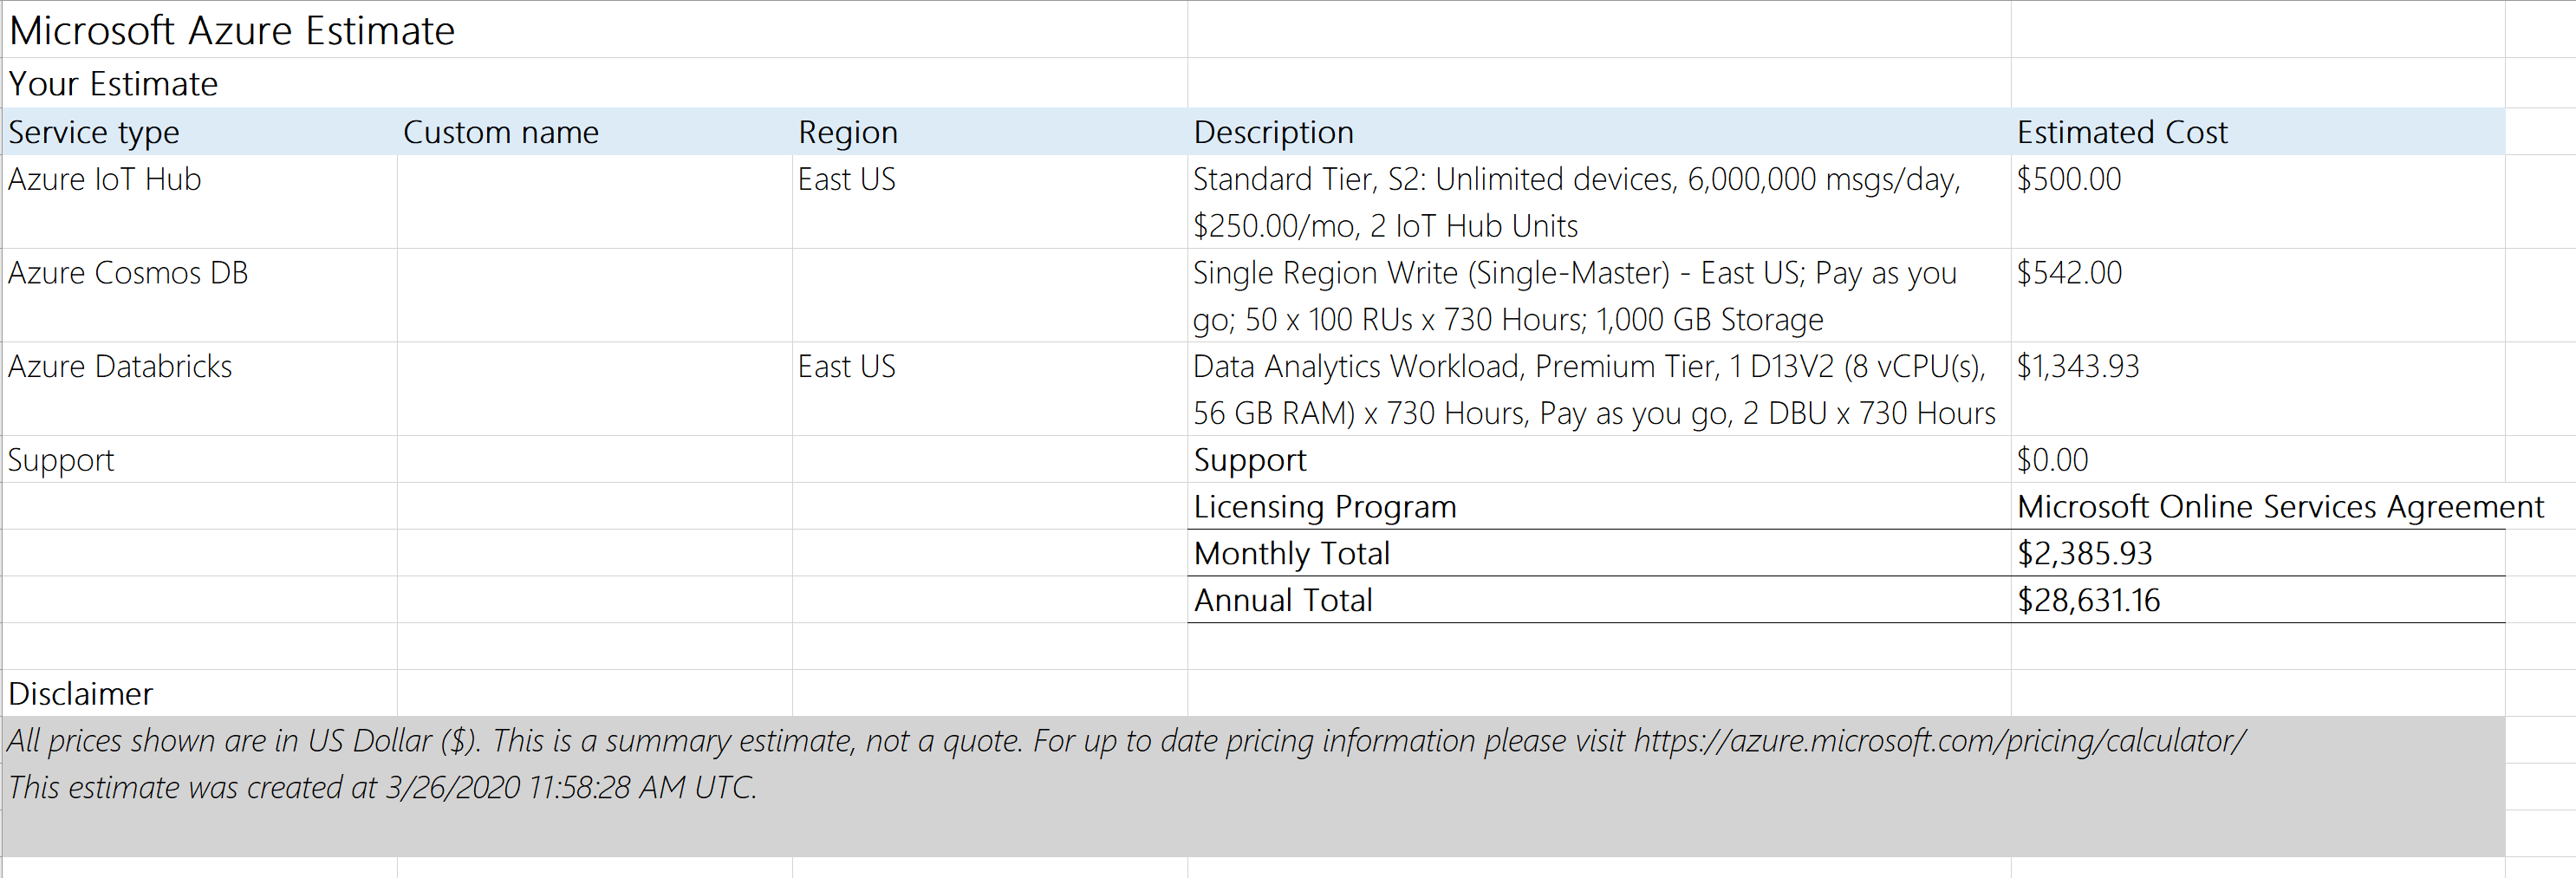 Microsoft Azure Estimate
Your Estimate
Service type Custom name Region Description Estimated Cost
Azure IoT Hub East US Standard Tier, S2: Unlimited devices, 6,000,000 msgs/day, $500.00
$250.00/mo, 2 IoT Hub Units
Azure Cosmos DB Single Region Write (Single-Master) - East US; Pay as you $542.00
go; 50 x 100 RUs x 730 Hours; 1,000 GB Storage
Azure Databricks East US Data Analytics Workload, Premium Tier, 1 D13V2 (8 vCPU(s), $1,343.93
56 GB RAM) x 730 Hours, Pay as you go, 2 DBU x 730 Hours
Support Support $0.00
Licensing Program Microsoft Online Services Agreement
Monthly Total $2,385.93
Annual Total $28,631.16
Disclaimer
All prices shown are in US Dollar ($). This is a summary estimate, not a quote. For up to date pricing information please visit https://azure.microsoft.com/pricing/calculator/
This estimate was created at 3/26/2020 11:58:28 AM UTC.